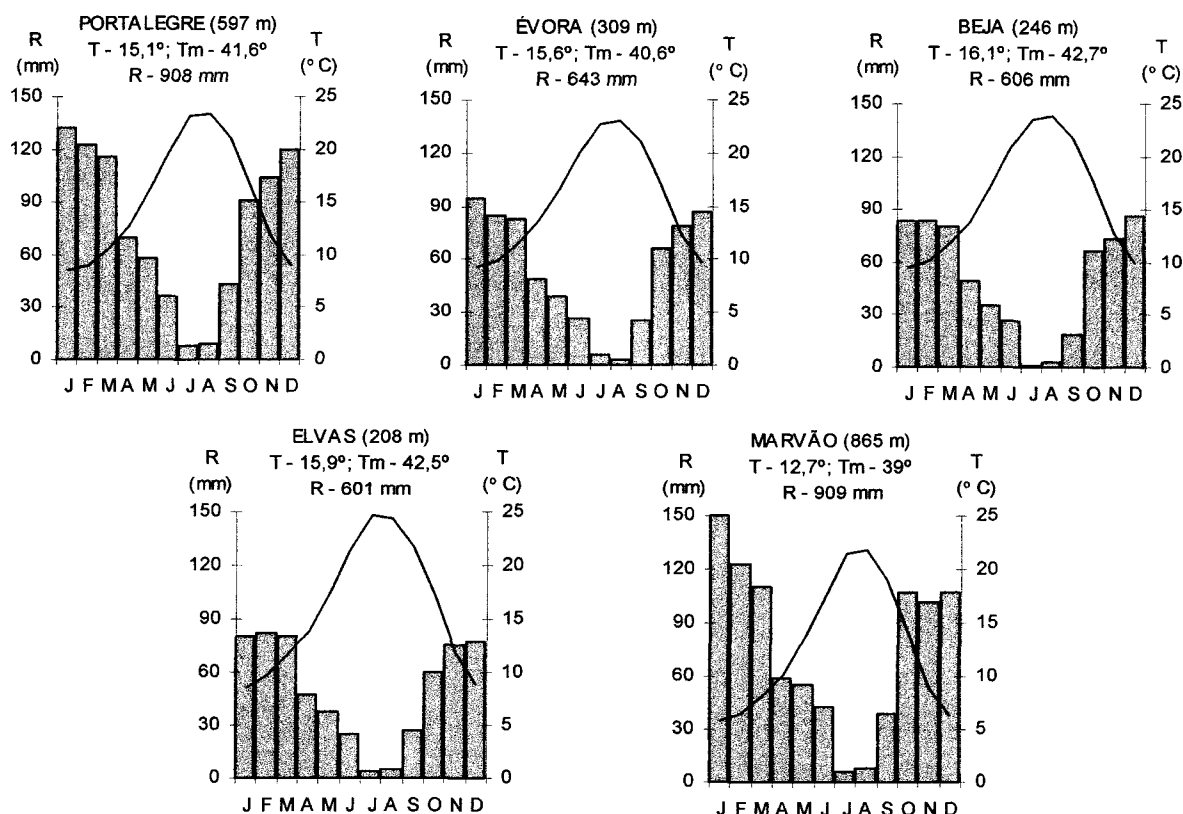 PORTALEGRE (597 m)
R
(mm)
T - 15,1º; Tm - 41,6º
R - 908 mm
T
(º C)
150
120
90
60
30
0
25
20
15
10
5
0
J F M A M J J A S O N D
ÉVORA (309 m)
R
(mm)
T - 15,6º; Tm - 40,6º
R - 643 mm
T
(º C)
150
120
90
60
30
0
25
20
15
10
5
0
J F M A M J J A S O N D
BEJA (246 m)
R
(mm)
T - 16,1º; Tm - 42,7º
R - 606 mm
T
(º C)
150
120
90
60
30
0
25
20
15
10
5
0
J F M A M J J A S O N D
ELVAS (208 m)
R
(mm)
T - 15,9º; Tm - 42,5º
R - 601 mm
T
(º C)
150
120
90
60
30
0
25
20
15
10
5
0
J F M A M J J A S O N D
MARVÃO (865 m)
R
(mm)
T - 12,7º; Tm - 39º
R - 909 mm
T
(º C)
150
120
90
60
30
0
25
20
15
10
5
0
J F M A M J J A S O N D